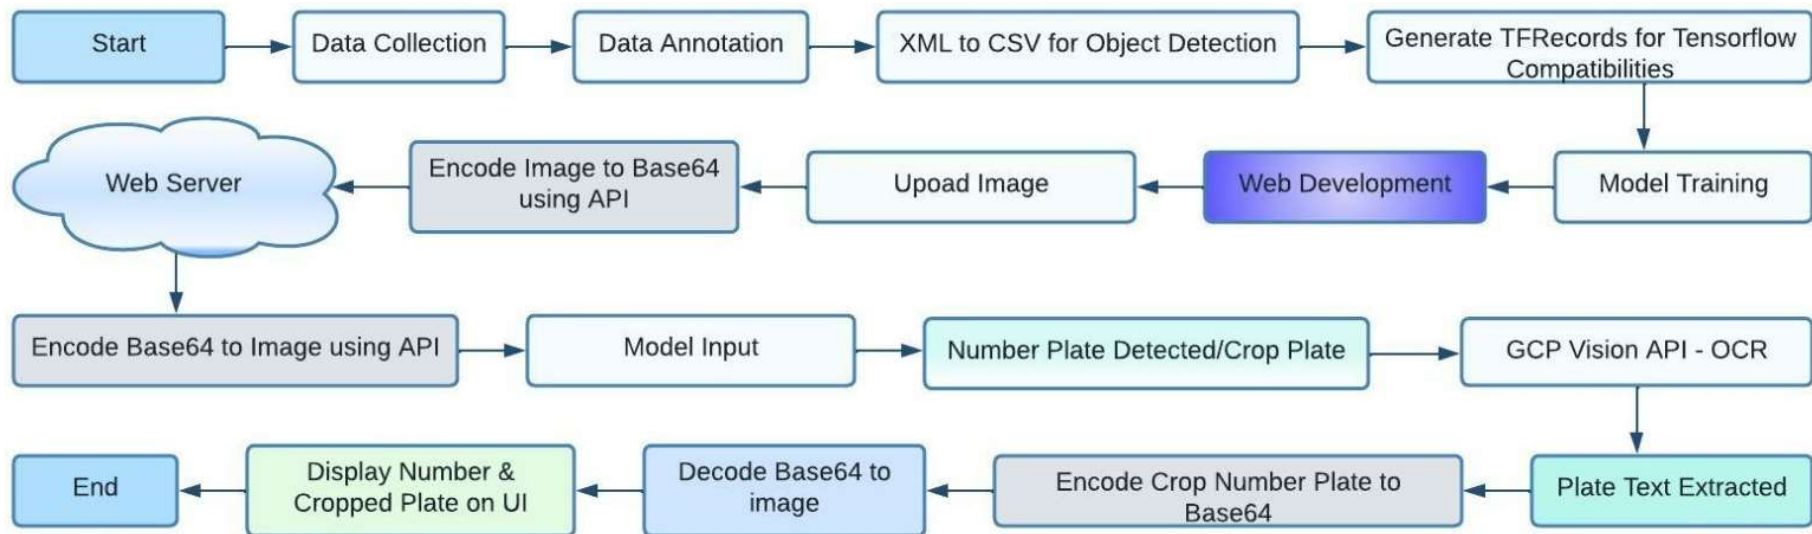 Start
Data Collection
Data Annotation
XML to CSV for Object Detection
Generate TFRecords for Tensorflow
Compatibilities
Model Training
Web Development
Upoad Image
Encode Image to Base64
using API
Web Server
Encode Base64 to Image using API
Model Input
Number Plate Detected/Crop Plate
GCP Vision API - OCR
Plate Text Extracted
Encode Crop Number Plate to
Base64
Decode Base64 to
image
Display Number &
Cropped Plate on UI
End